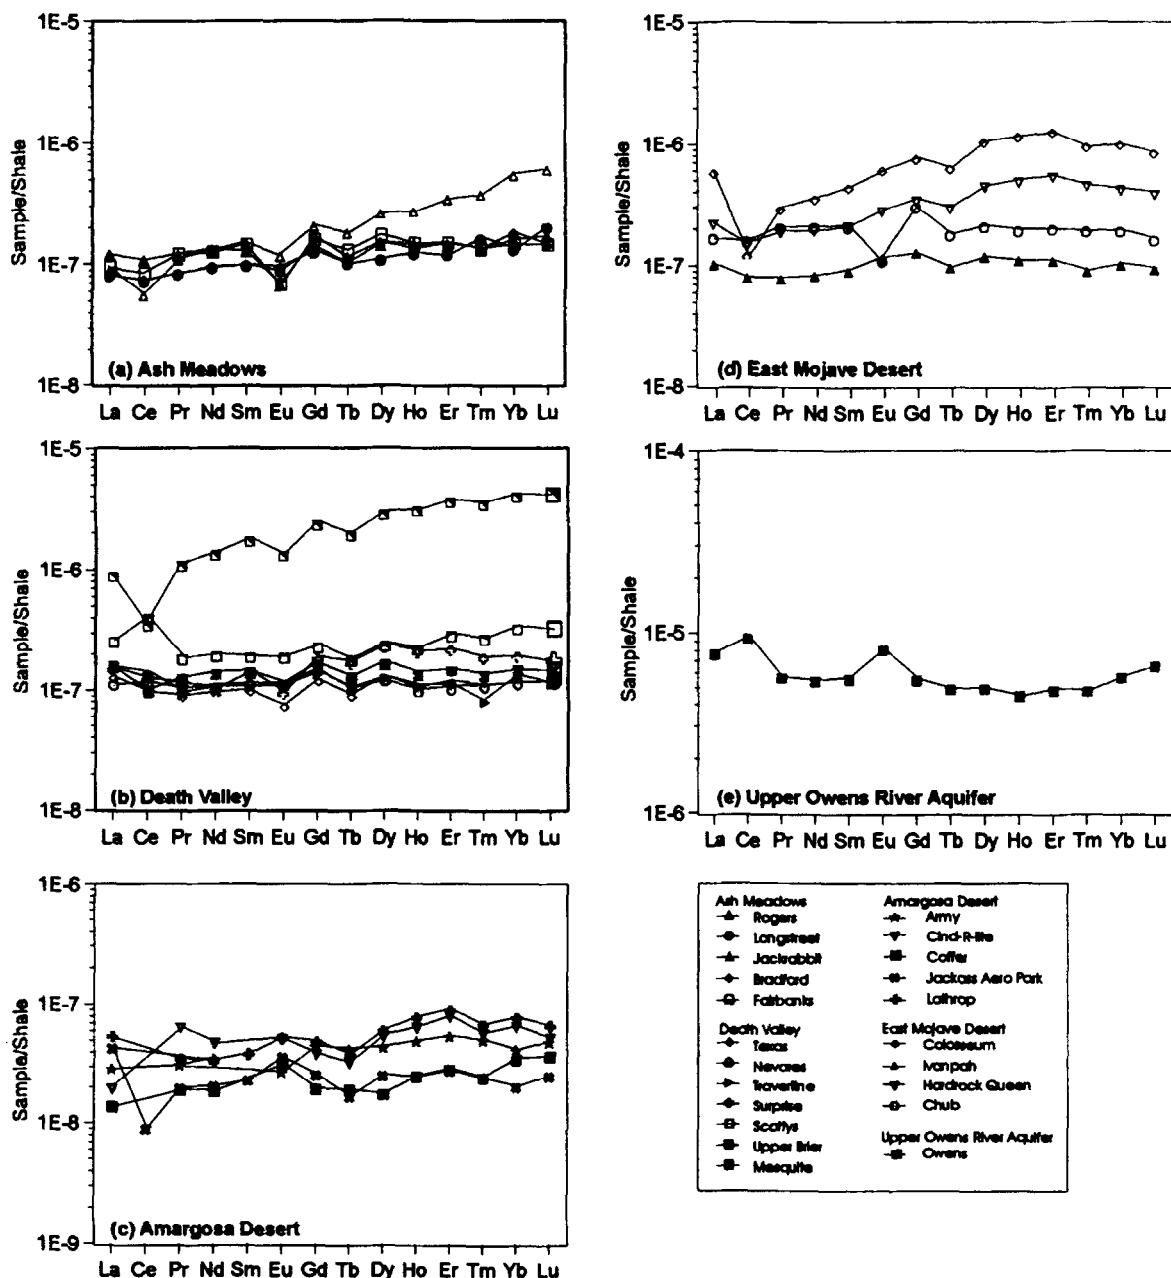 1E-5
1E-6
1E-7
1E-8
Sample/Shale
(a) Ash Meadows
La Ce Pr Nd Sm Eu Gd Tb Dy Ho Er Tm Yb Lu
1E-5
1E-6
1E-7
1E-8
Sample/Shale
(d) East Mojave Desert
La Ce Pr Nd Sm Eu Gd Tb Dy Ho Er Tm Yb Lu
1E-5
1E-6
1E-7
1E-8
Sample/Shale
(b) Death Valley
La Ce Pr Nd Sm Eu Gd Tb Dy Ho Er Tm Yb Lu
1E-4
1E-5
1E-6
Sample/Shale
(e) Upper Owens River Aquifer
La Ce Pr Nd Sm Eu Gd Tb Dy Ho Er Tm Yb Lu
1E-6
1E-7
1E-8
1E-9
Sample/Shale
(c) Amargosa Desert
La Ce Pr Nd Sm Eu Gd Tb Dy Ho Er Tm Yb Lu
Ash Meadows
Rogers
Longstreet
Jackrabbit
Bradford
Fairbanks
Death Valley
Texas
Nevares
Travertine
Surprise
Scottys
Upper Brier
Mesquite
Amargosa Desert
Army
Cind-R-lite
Coffer
Jackass Aero Park
Lathrop
East Mojave Desert
Colosseum
Ivanpah
Hardrock Queen
Chub
Upper Owens River Aquifer
Owens